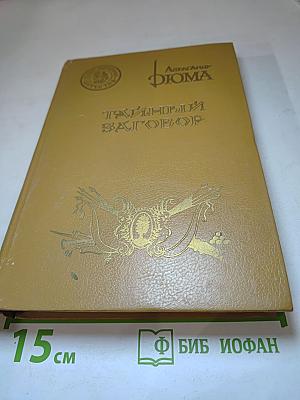 Александр
ДЮМА
ТАЙНЫЙ
ЗАГОВОР
15 см
Ф БИБ ИОФАН